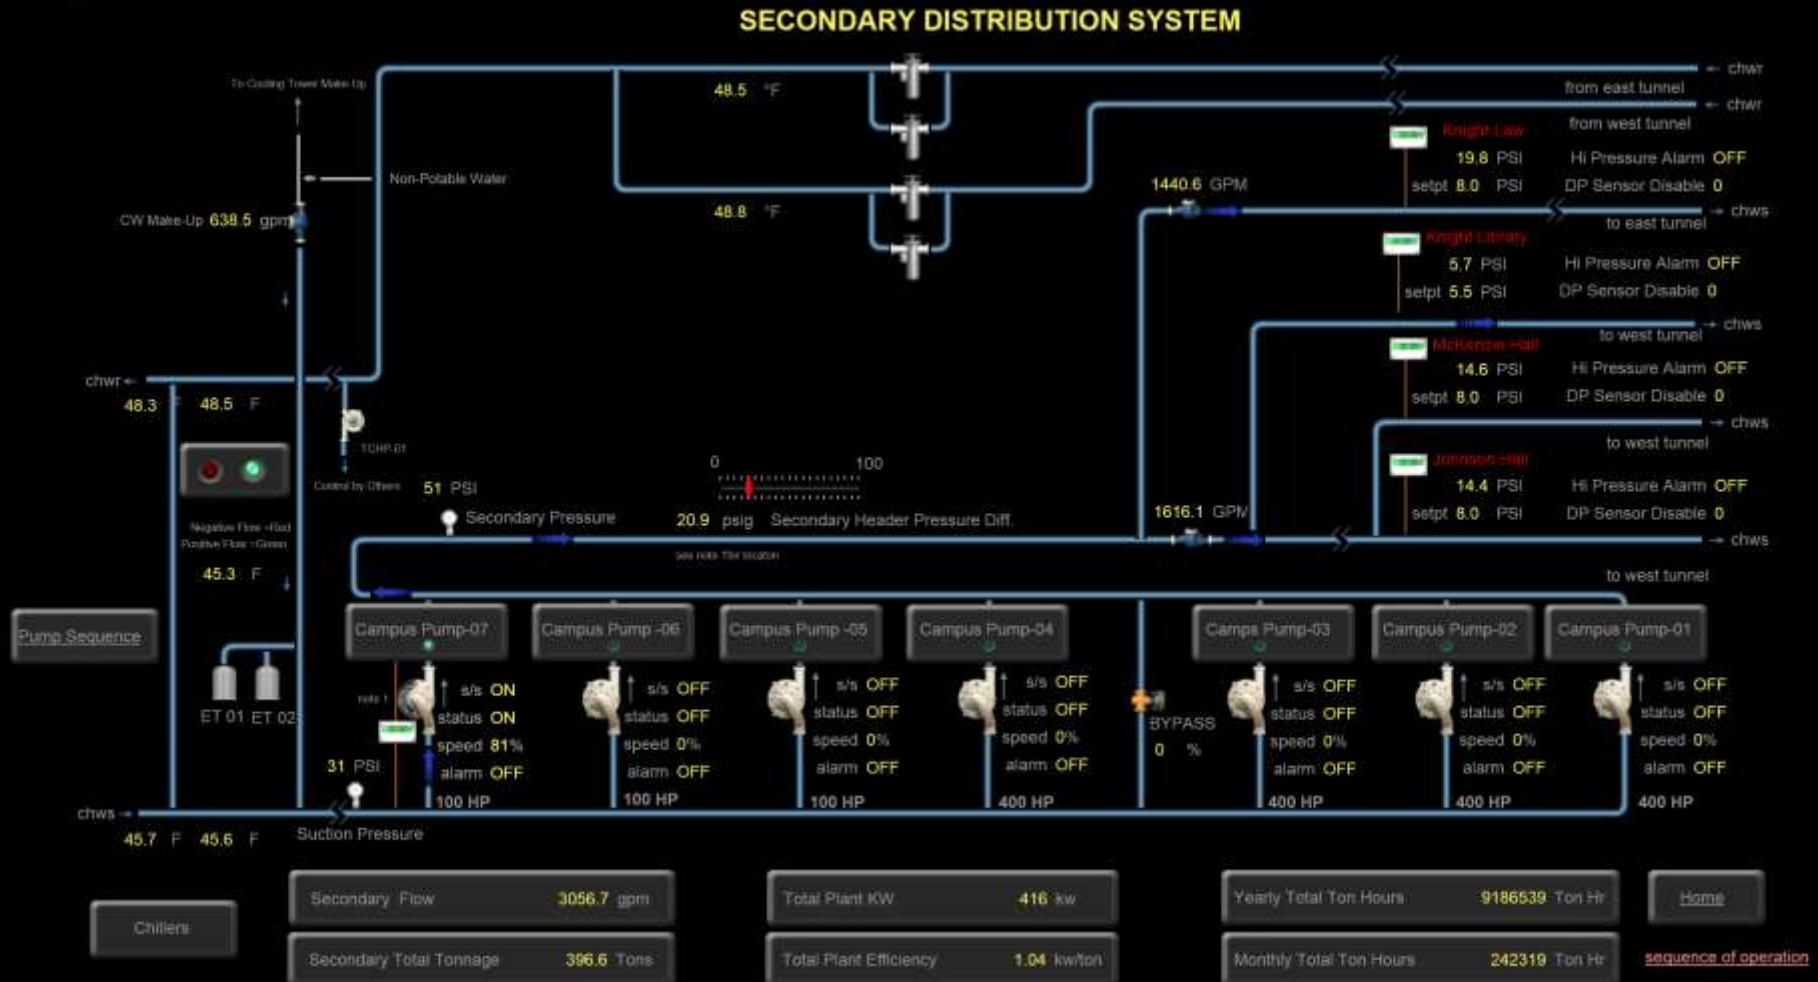 SECONDARY DISTRIBUTION SYSTEM
To Cooling Tower Make-Up
48.5 °F
chwr
from east tunnel
chwr
from west tunnel
Non-Potable Water
CW Make-Up 638.5 gpm
48.8 °F
1440.6 GPM
Knight Law
19.8 PSI Hi Pressure Alarm OFF
setpt 8.0 PSI DP Sensor Disable 0
chws
to east tunnel
Knight Library
5.7 PSI Hi Pressure Alarm OFF
setpt 5.5 PSI DP Sensor Disable 0
chws
to west tunnel
McKenzie Hall
14.6 PSI Hi Pressure Alarm OFF
setpt 8.0 PSI DP Sensor Disable 0
chws
to west tunnel
Johnson Hall
14.4 PSI Hi Pressure Alarm OFF
setpt 8.0 PSI DP Sensor Disable 0
chws
to west tunnel
chwr
48.3 F 48.5 F
Control by Others
Negative Flow =Red
Positive Flow =Green
45.3 F
51 PSI
Secondary Pressure
0 100
20.9 psig Secondary Header Pressure Diff.
1616.1 GPM
Pump Sequence
ET 01 ET 02
Campus Pump-07
note 1
s/s ON
status ON
speed 81%
alarm OFF
100 HP
Campus Pump -06
s/s OFF
status OFF
speed 0%
alarm OFF
100 HP
Campus Pump -05
s/s OFF
status OFF
speed 0%
alarm OFF
100 HP
Campus Pump-04
s/s OFF
status OFF
speed 0%
alarm OFF
400 HP
BYPASS
0 %
Camps Pump-03
s/s OFF
status OFF
speed 0%
alarm OFF
400 HP
Campus Pump-02
s/s OFF
status OFF
speed 0%
alarm OFF
400 HP
Campus Pump-01
s/s OFF
status OFF
speed 0%
alarm OFF
400 HP
31 PSI
Suction Pressure
chws
45.7 F 45.6 F
Chillers
Secondary Flow 3056.7 gpm
Secondary Total Tonnage 396.6 Tons
Total Plant KW 416 kw
Total Plant Efficiency 1.04 kw/ton
Yearly Total Ton Hours 9186539 Ton Hr
Monthly Total Ton Hours 242319 Ton Hr
Home
sequence of operation